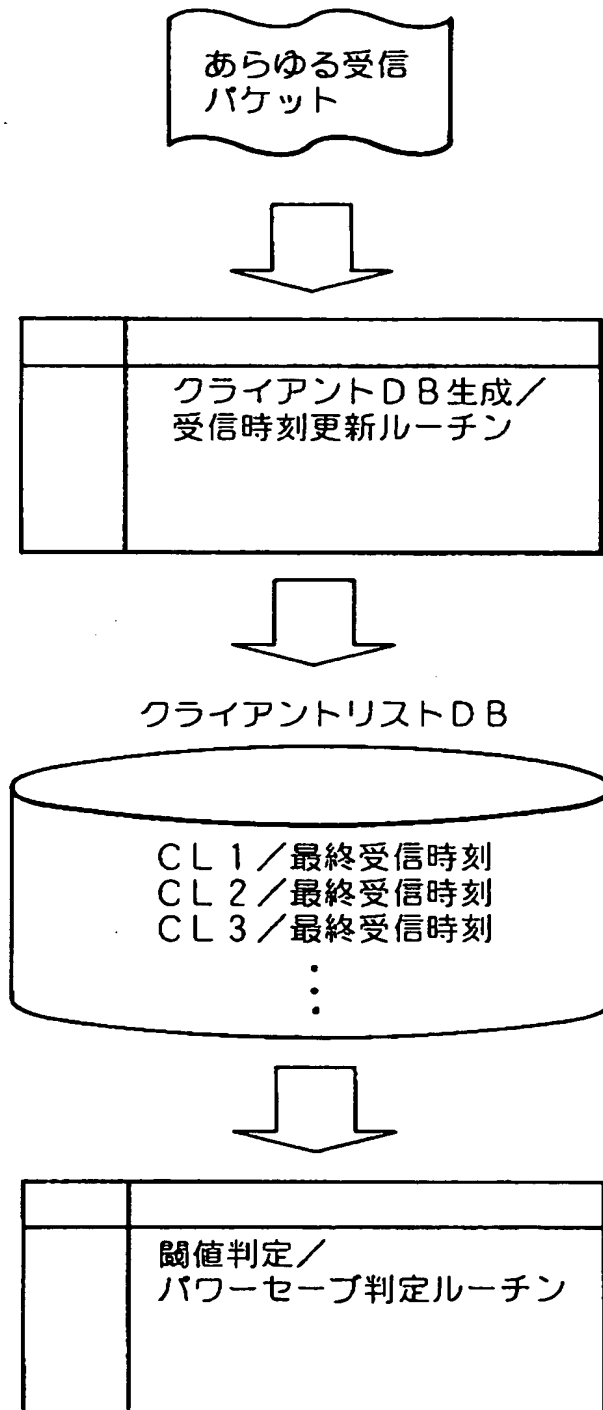 あらゆる受信
パケット
クライアントＤＢ生成／
受信時刻更新ルーチン
クライアントリストＤＢ
ＣＬ１／最終受信時刻
ＣＬ２／最終受信時刻
ＣＬ３／最終受信時刻
閾値判定／
パワーセーブ判定ルーチン